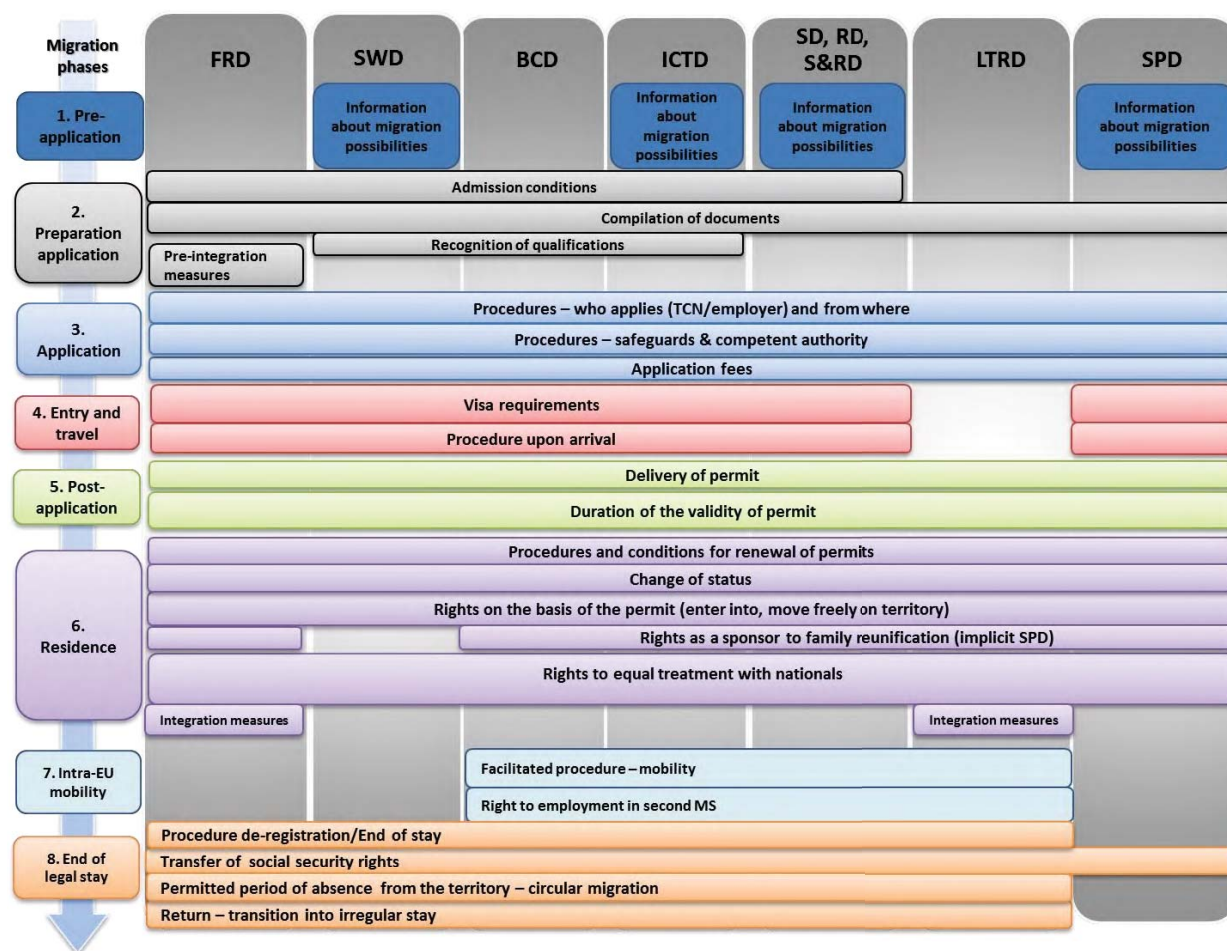 Migration
phases
FRD
SWD
BCD
ICTD
SD, RD,
S&RD
LTRD
SPD
1. Pre-
application
Information
about migration
possibilities
Information
about
migration
possibilities
Information
about migration
possibilities
Information
about migration
possibilities
2.
Preparation
application
Admission conditions
Compilation of documents
Recognition of qualifications
Pre-integration
measures
3.
Application
Procedures – who applies (TCN/employer) and from where
Procedures – safeguards & competent authority
Application fees
4. Entry and
travel
Visa requirements
Procedure upon arrival
5. Post-
application
Delivery of permit
Duration of the validity of permit
6.
Residence
Procedures and conditions for renewal of permits
Change of status
Rights on the basis of the permit (enter into, move freely on territory)
Rights as a sponsor to family reunification (implicit SPD)
Rights to equal treatment with nationals
Integration measures
Integration measures
7. Intra-EU
mobility
Facilitated procedure – mobility
Right to employment in second MS
8. End of
legal stay
Procedure de-registration/End of stay
Transfer of social security rights
Permitted period of absence from the territory – circular migration
Return – transition into irregular stay